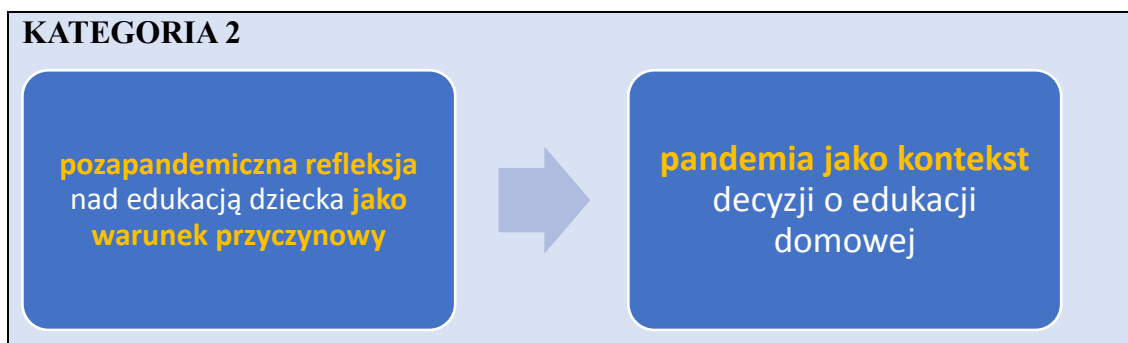 KATEGORIA 2
pozapandemiczna refleksja
nad edukacją dziecka jako
warunek przyczynowy
pandemia jako kontekst
decyzji o edukacji
domowej